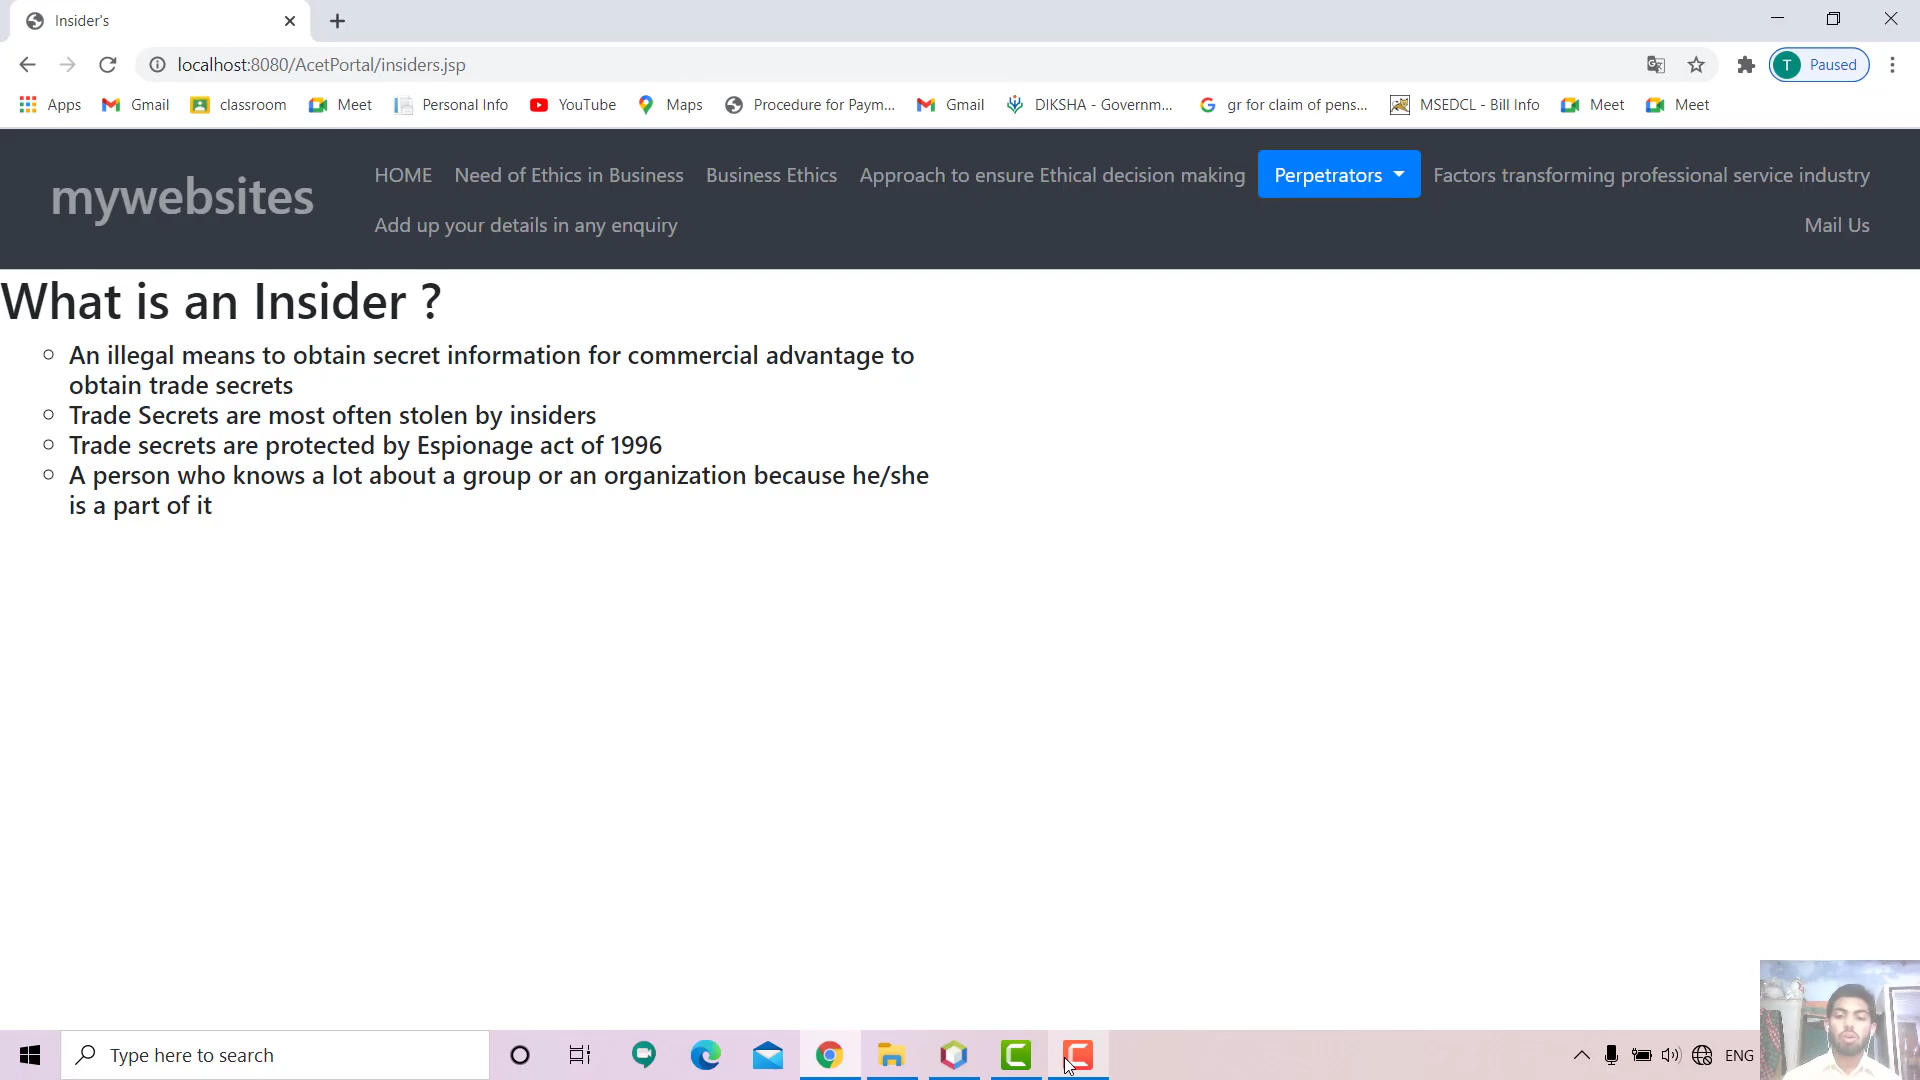 Insider's
localhost:8080/AcetPortal/insiders.jsp
T Paused
Apps Gmail classroom Meet Personal Info YouTube Maps Procedure for Paym... Gmail DIKSHA - Governm... gr for claim of pens... MSEDCL - Bill Info Meet Meet
mywebsites
HOME Need of Ethics in Business Business Ethics Approach to ensure Ethical decision making Perpetrators Factors transforming professional service industry
Add up your details in any enquiry Mail Us
What is an Insider ?
An illegal means to obtain secret information for commercial advantage to
obtain trade secrets
Trade Secrets are most often stolen by insiders
Trade secrets are protected by Espionage act of 1996
A person who knows a lot about a group or an organization because he/she
is a part of it
Type here to search
ENG